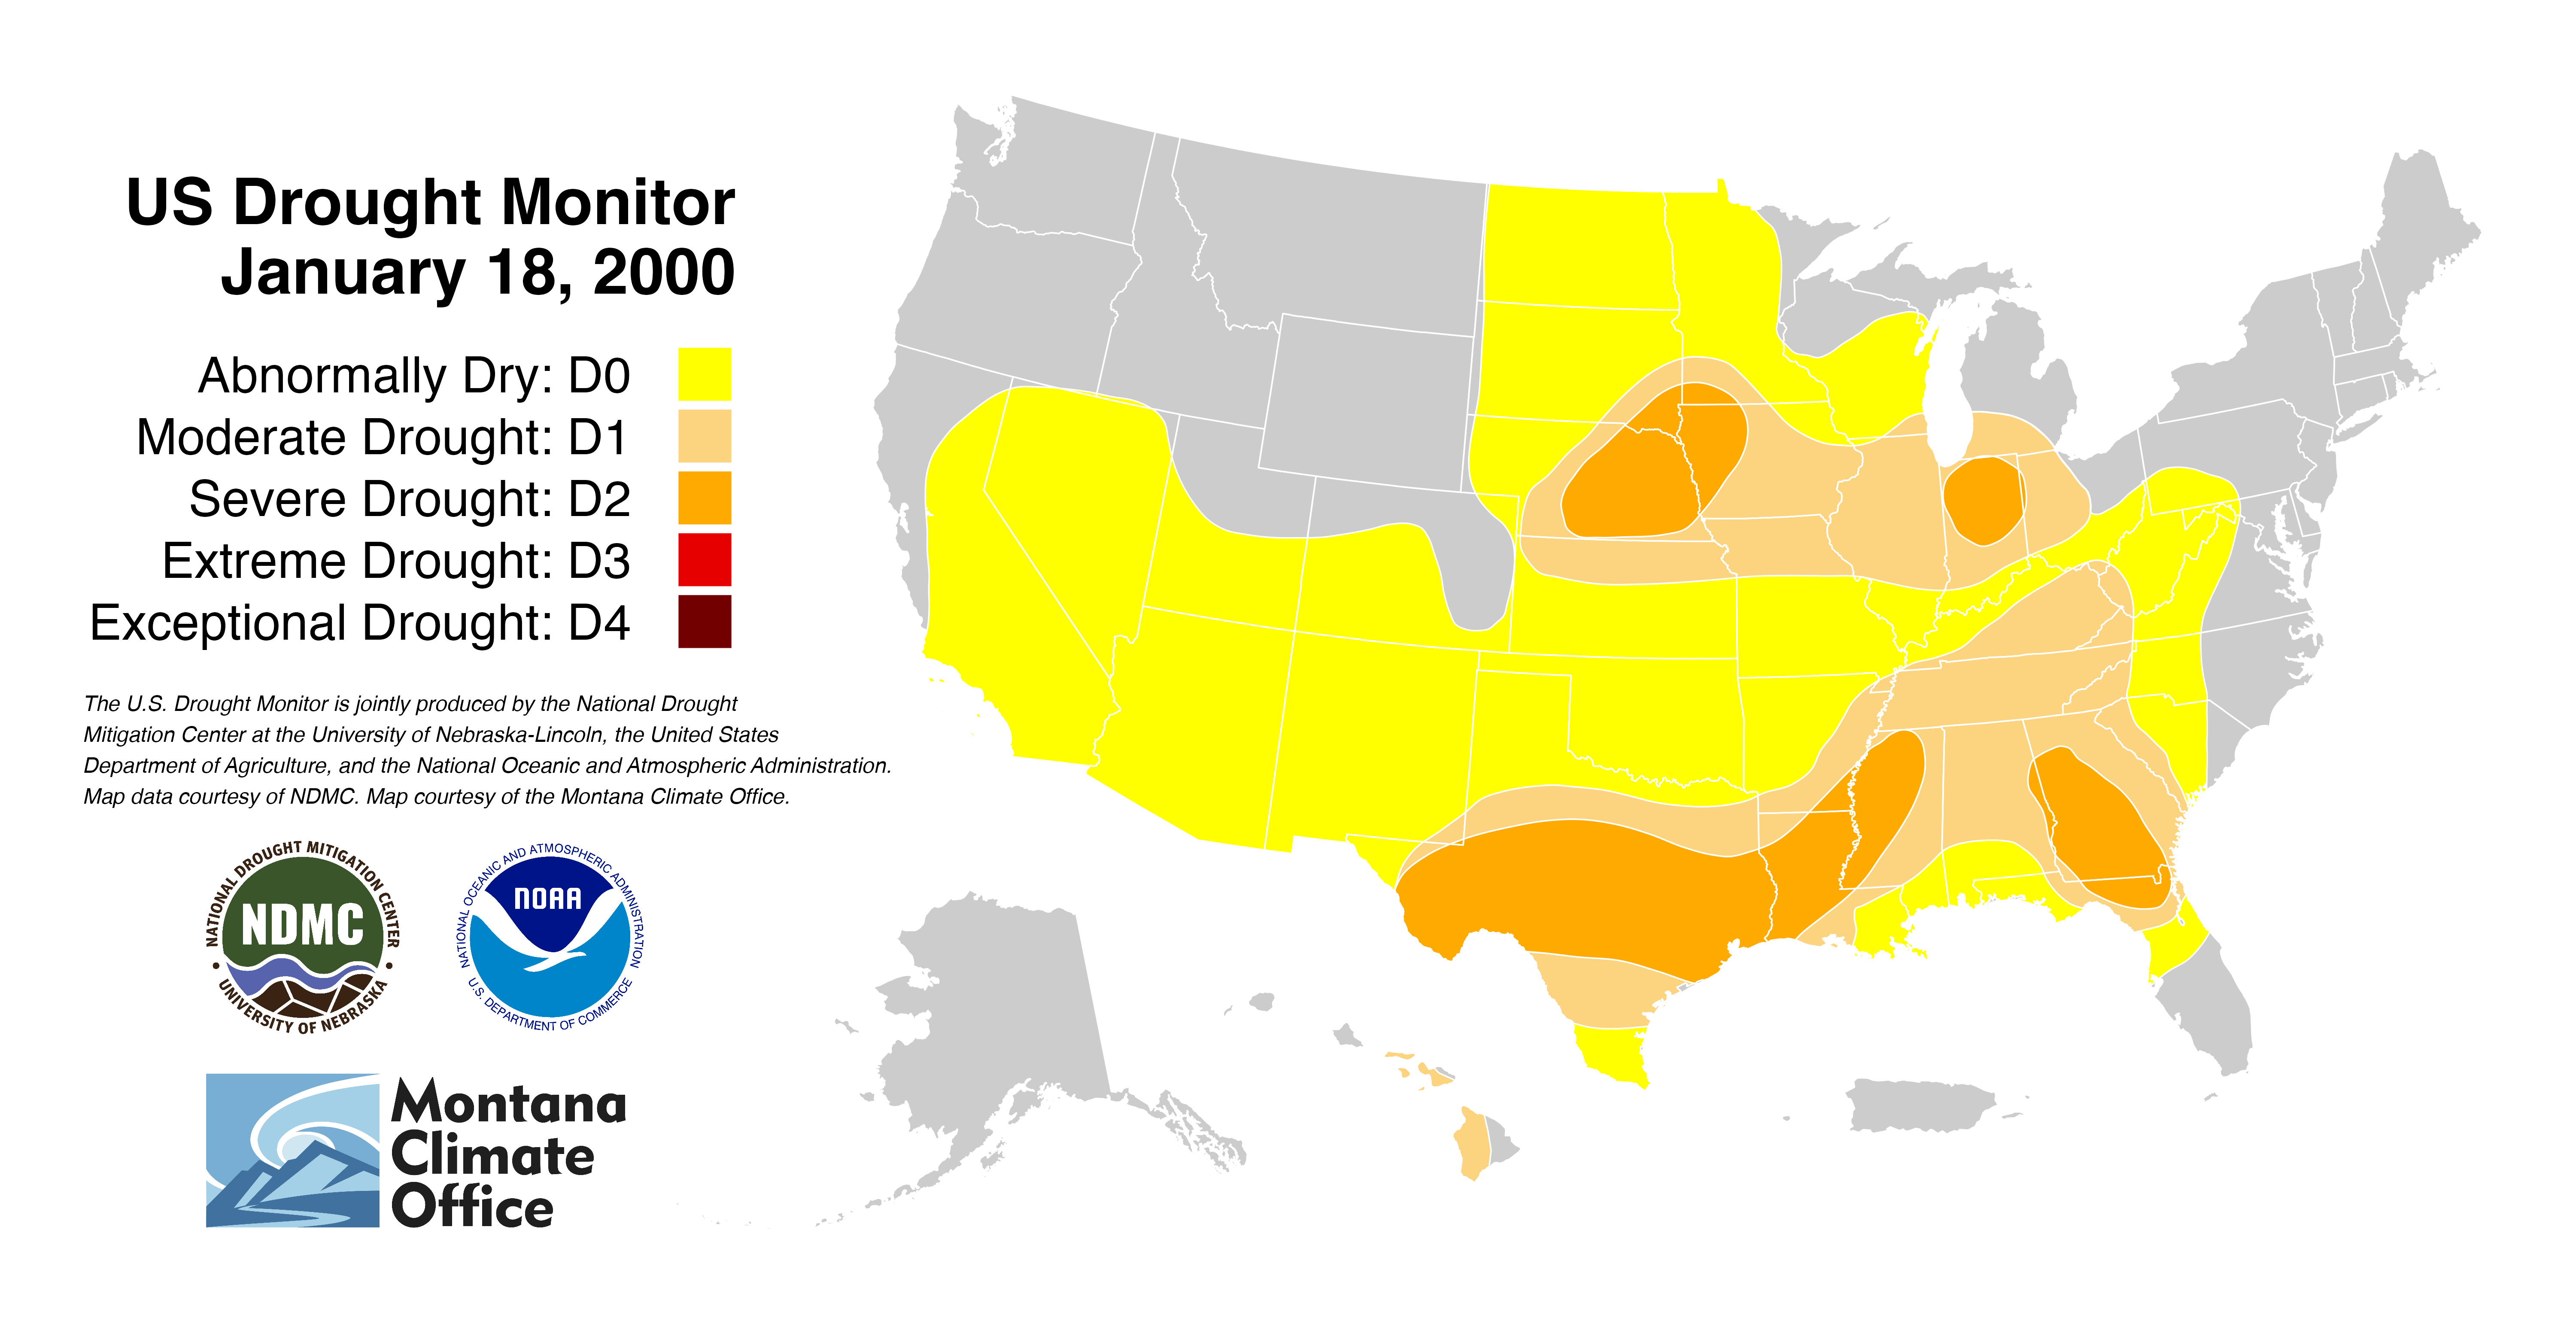 US Drought Monitor
January 18, 2000
Abnormally Dry: D0
Moderate Drought: D1
Severe Drought: D2
Extreme Drought: D3
Exceptional Drought: D4
The U.S. Drought Monitor is jointly produced by the National Drought
Mitigation Center at the University of Nebraska-Lincoln, the United States
Department of Agriculture, and the National Oceanic and Atmospheric Administration.
Map data courtesy of NDMC. Map courtesy of the Montana Climate Office.
NATIONAL DROUGHT MITIGATION CENTER
NDMC
• UNIVERSITY OF NEBRASKA •
NATIONAL OCEANIC AND ATMOSPHERIC ADMINISTRATION
NOAA
U.S. DEPARTMENT OF COMMERCE
Montana
Climate
Office